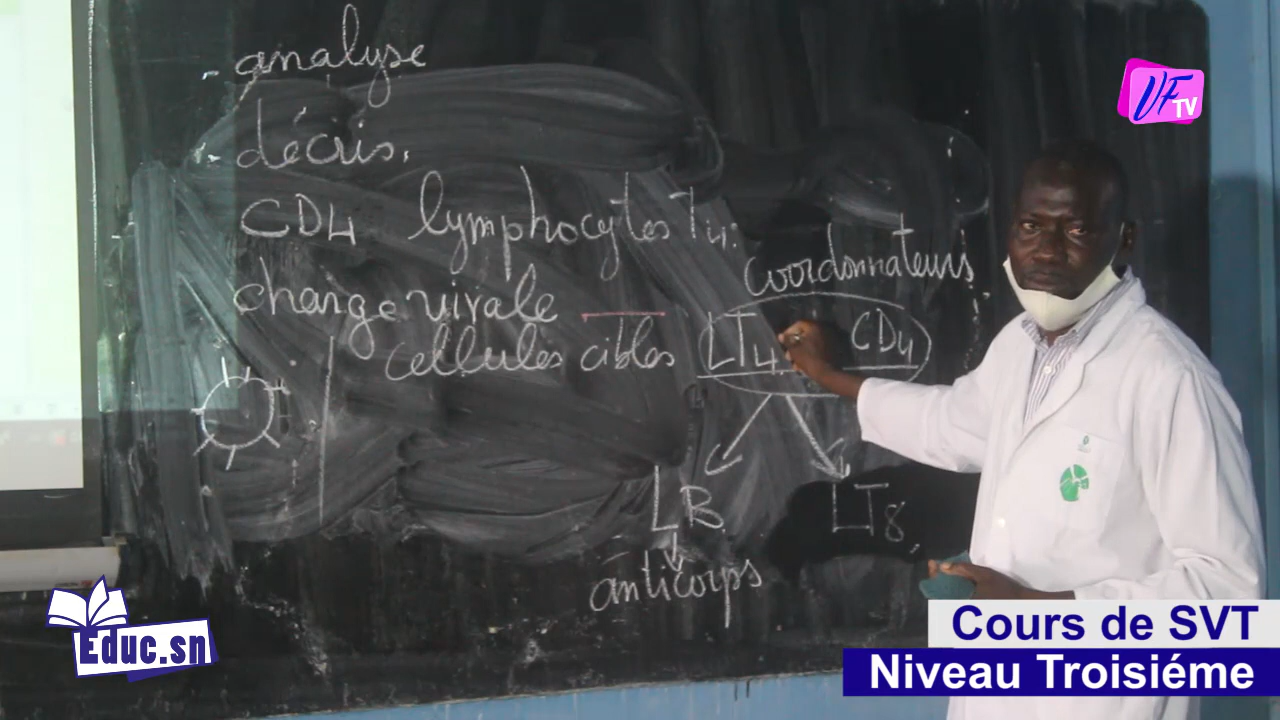 analyse
décris.
CD4 lymphocytes T4:
charge virale
cellules cibles
coordonnateurs
LT4 CD4
LB LT8
anticorps
VF TV
Educ.sn
Cours de SVT
Niveau Troisiéme